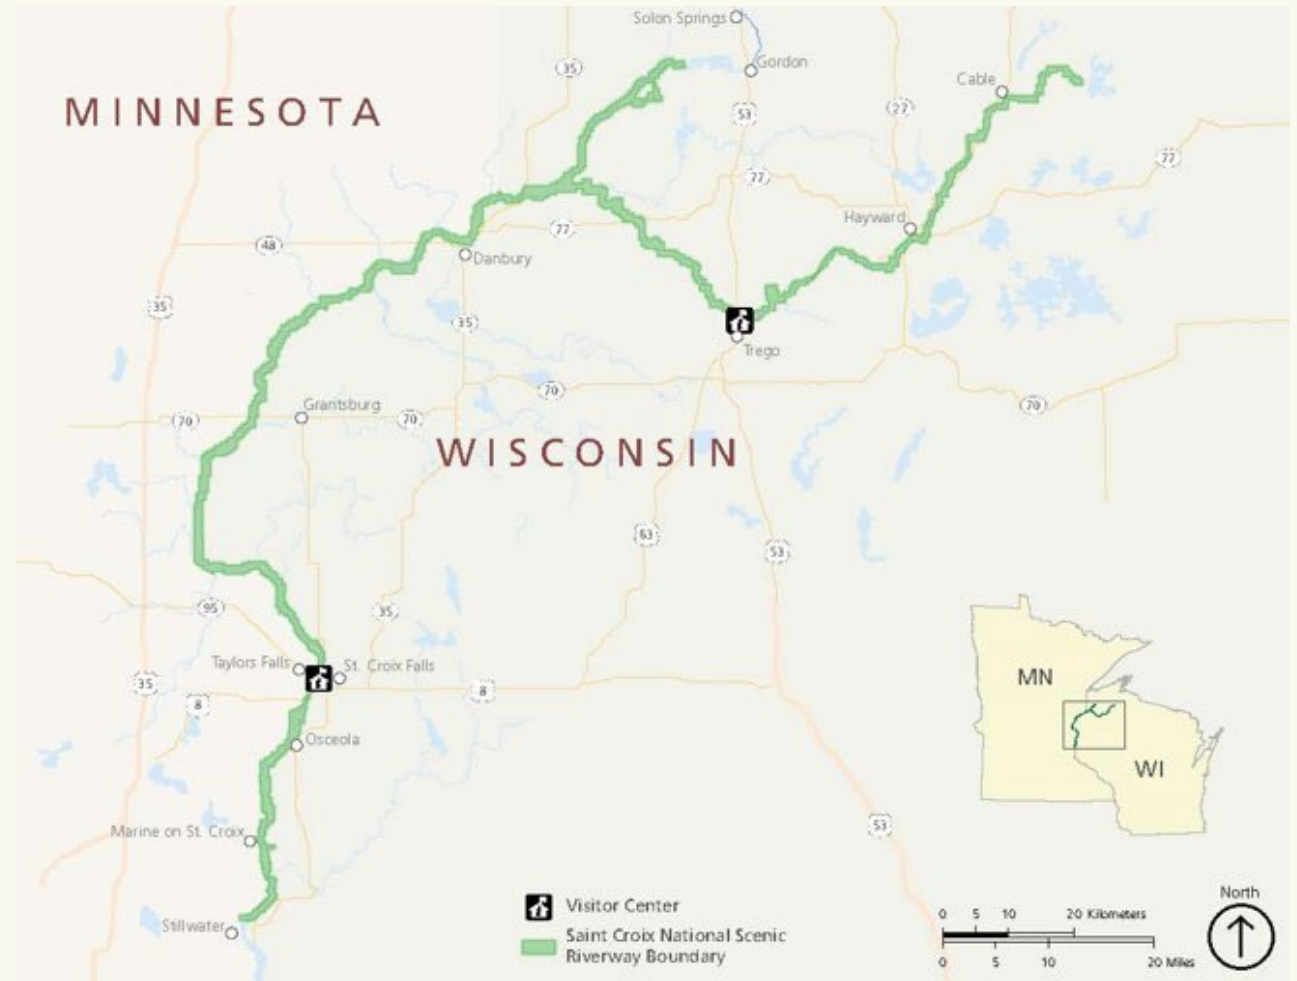 Solon Springs
35
Gordon
Cable
MINNESOTA
53
27
77
77
Hayward
48
77
Danbury
35
35
Trego
70
Grantsburg
70
70
70
WISCONSIN
63
53
95
35
Taylors Falls
St. Croix Falls
35
8
8
MN
Osceola
WI
Marine on St. Croix
53
Visitor Center
Stillwater
Saint Croix National Scenic
Riverway Boundary
North
0 5 10 20 Kilometers
0 5 10 20 Miles